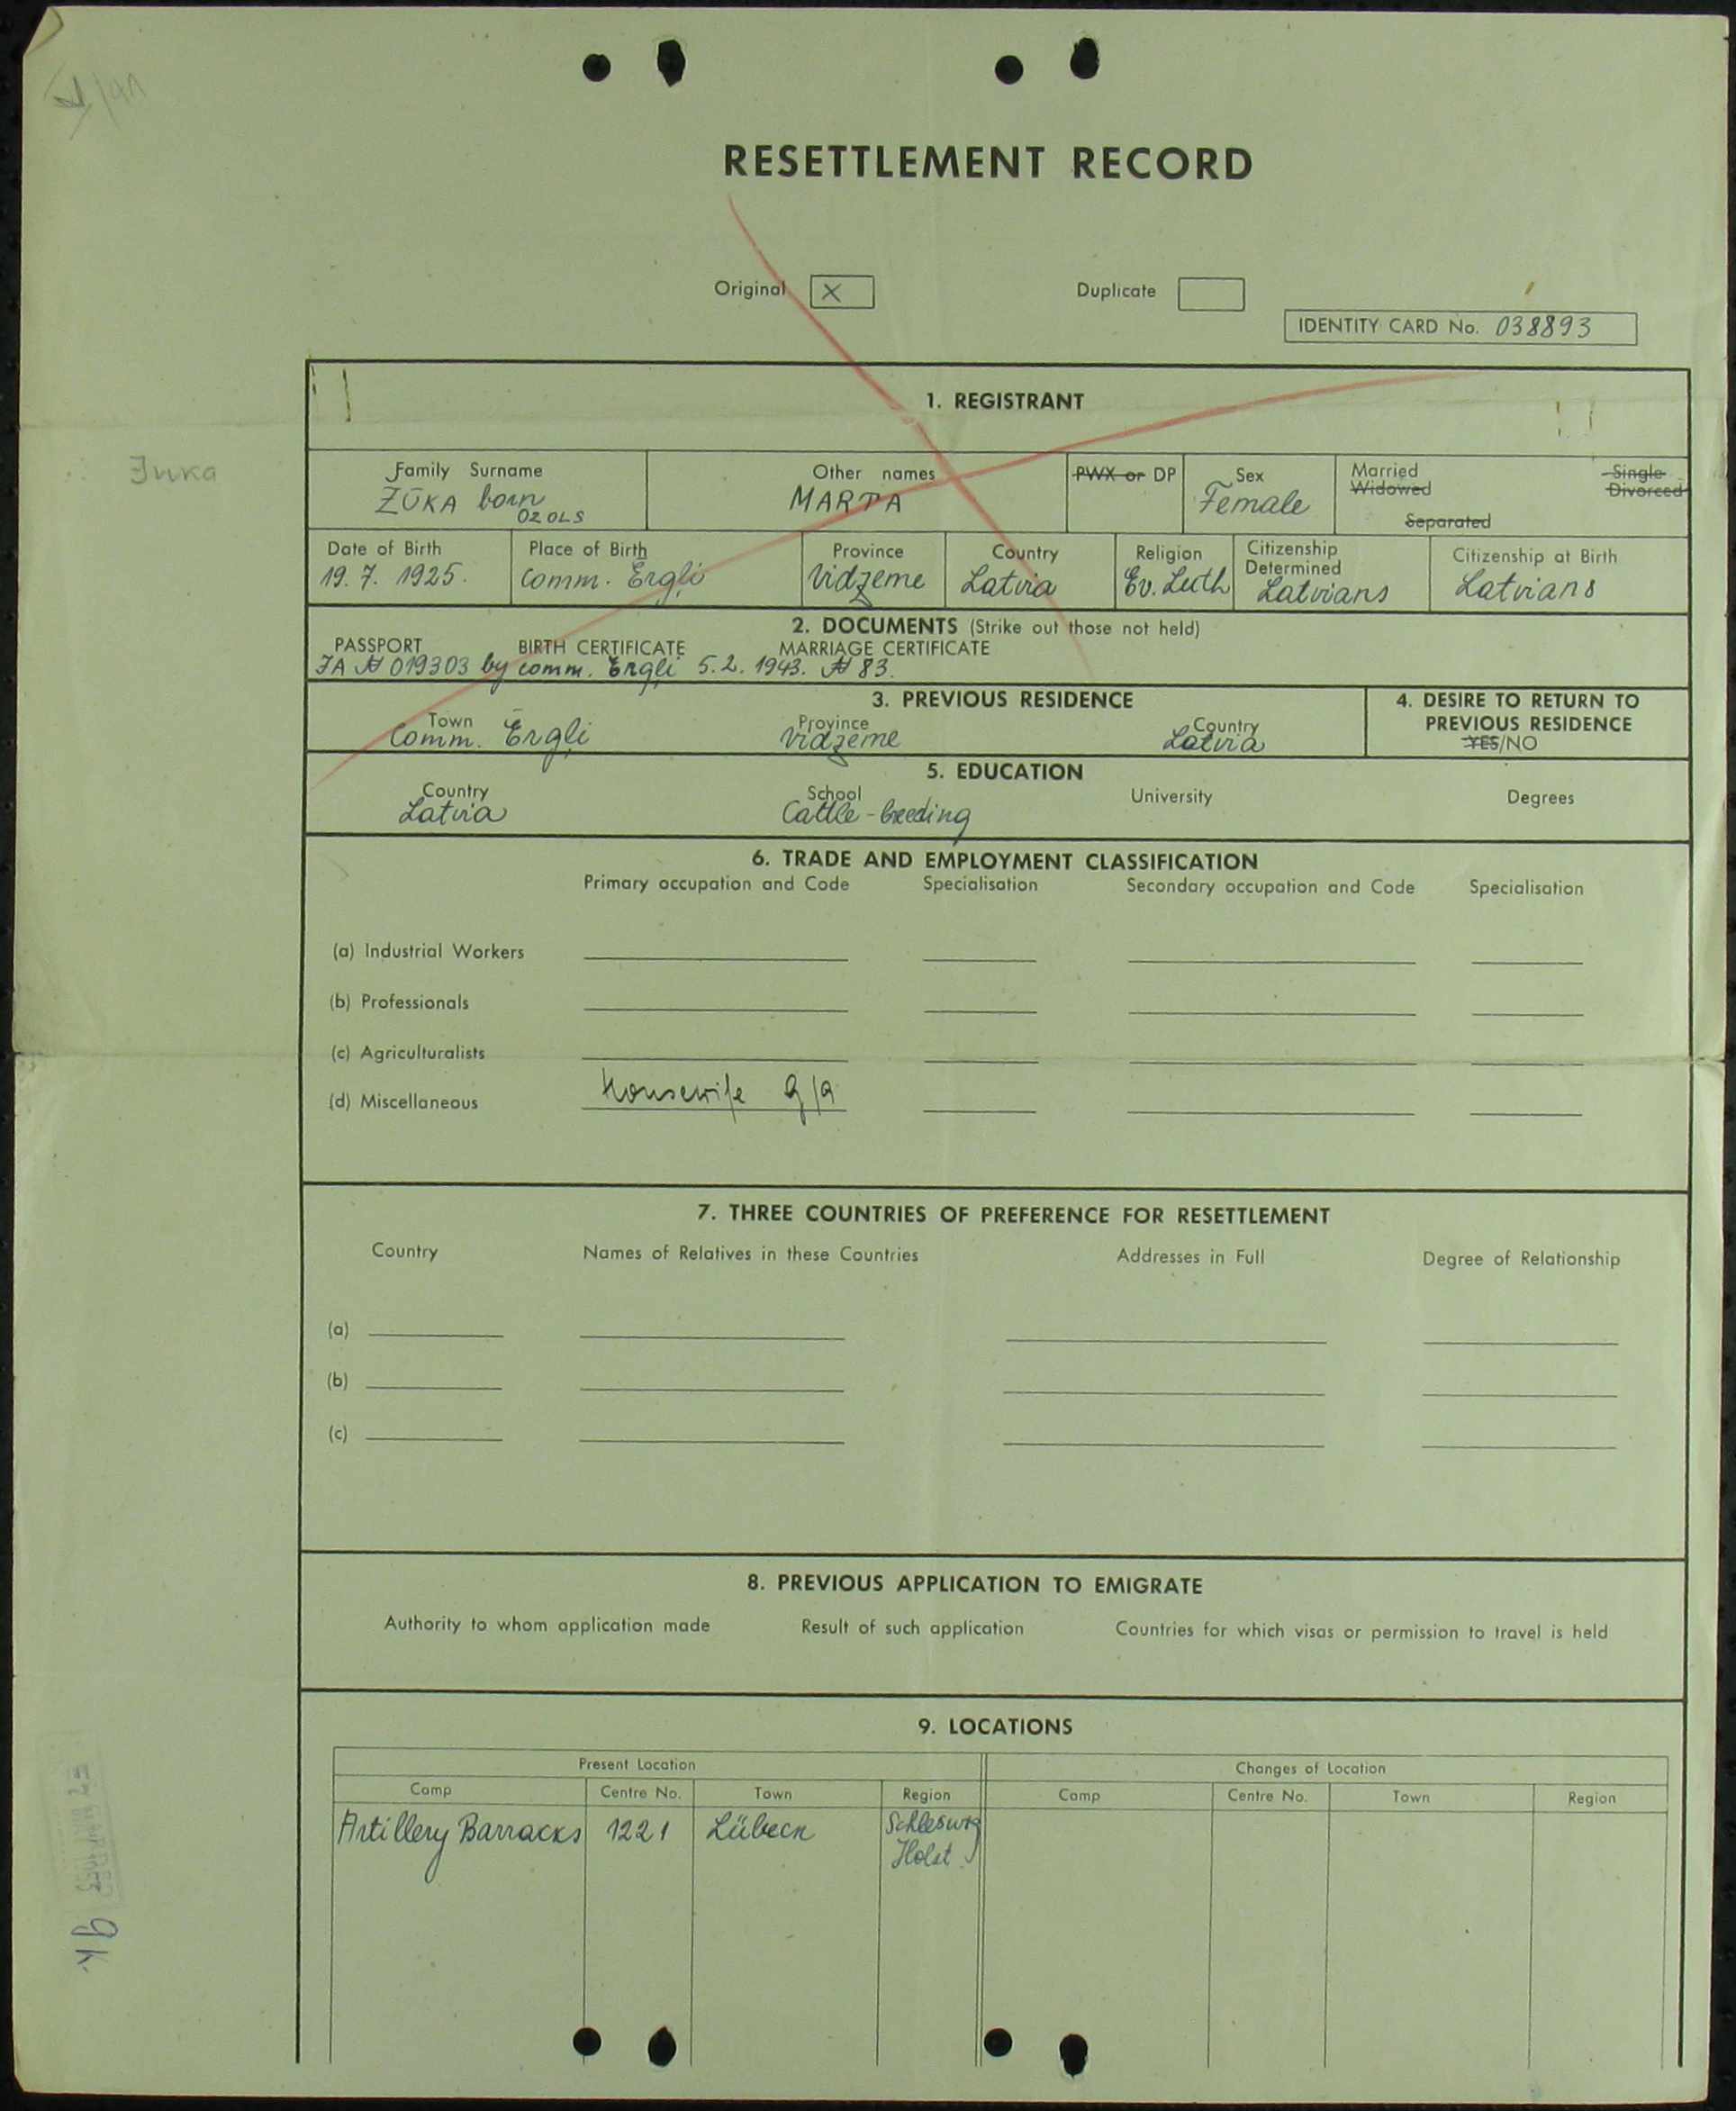 RESETTLEMENT RECORD
Original X Duplicate
IDENTITY CARD No. 038893
1. REGISTRANT
Family Surname Other names PWX or DP Sex Married Single
Widowed Divorced
ZŪKA born MARTA Female
OZOLS Separated
Date of Birth Place of Birth Province Country Religion Citizenship Determined Citizenship at Birth
19. 7. 1925. comm. Ērgļi Vidzeme Latvia Ev. Luth Latvians Latvians
2. DOCUMENTS (Strike out those not held)
PASSPORT BIRTH CERTIFICATE MARRIAGE CERTIFICATE
JA № 019303 by comm. Ergļi 5. 2. 1943. № 83.
3. PREVIOUS RESIDENCE
Town Province Country
Comm. Ērgļi Vidzeme Latvia
4. DESIRE TO RETURN TO
PREVIOUS RESIDENCE
YES/NO
5. EDUCATION
Country School University Degrees
Latvia Cattle-breeding
6. TRADE AND EMPLOYMENT CLASSIFICATION
Primary occupation and Code Specialisation Secondary occupation and Code Specialisation
(a) Industrial Workers
(b) Professionals
(c) Agriculturalists
(d) Miscellaneous Housewife
7. THREE COUNTRIES OF PREFERENCE FOR RESETTLEMENT
Country Names of Relatives in these Countries Addresses in Full Degree of Relationship
(a)
(b)
(c)
8. PREVIOUS APPLICATION TO EMIGRATE
Authority to whom application made Result of such application Countries for which visas or permission to travel is held
9. LOCATIONS
Present Location Changes of Location
Camp Centre No. Town Region Camp Centre No. Town Region
Artillery Barracks 1221 Lübeck Schleswig
Holst.